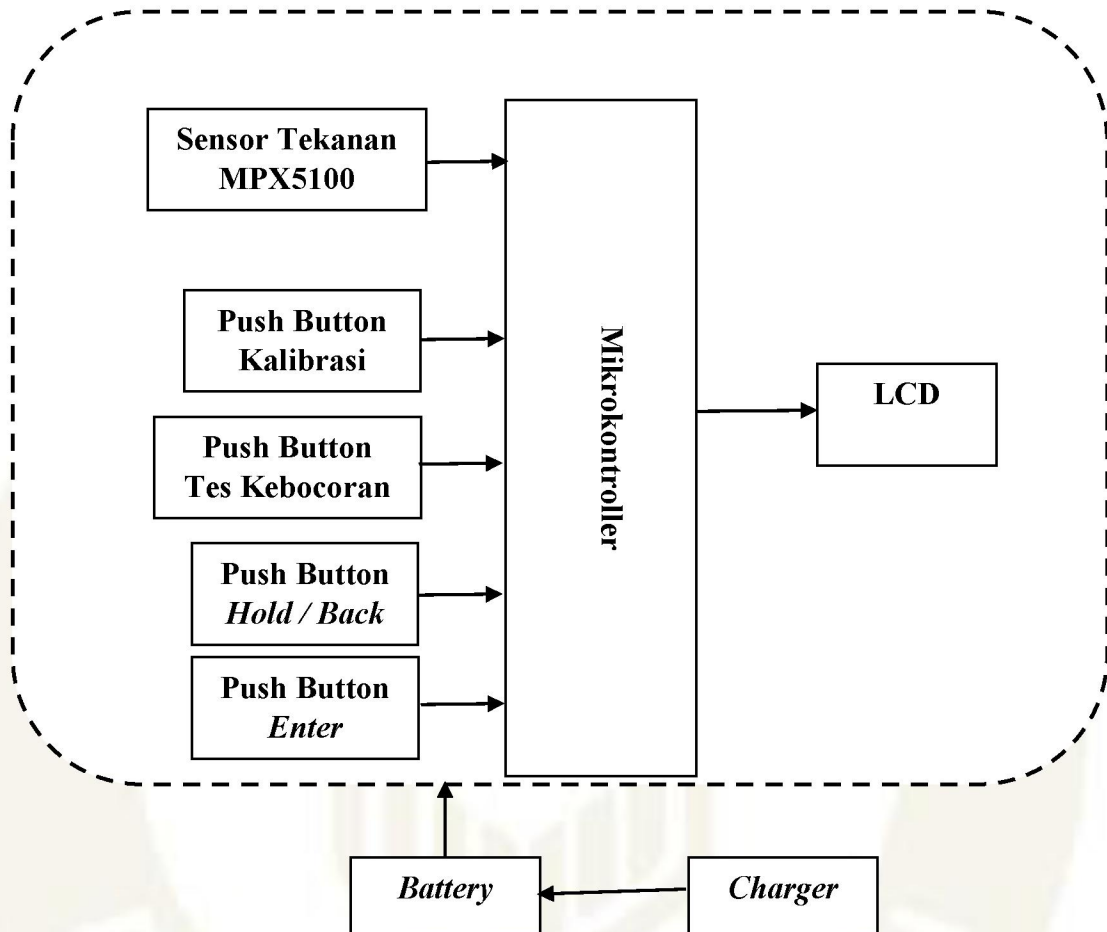 Sensor Tekanan
MPX5100
Push Button
Kalibrasi
Push Button
Tes Kebocoran
Push Button
Hold / Back
Push Button
Enter
Mikrokontroller
LCD
Battery
Charger